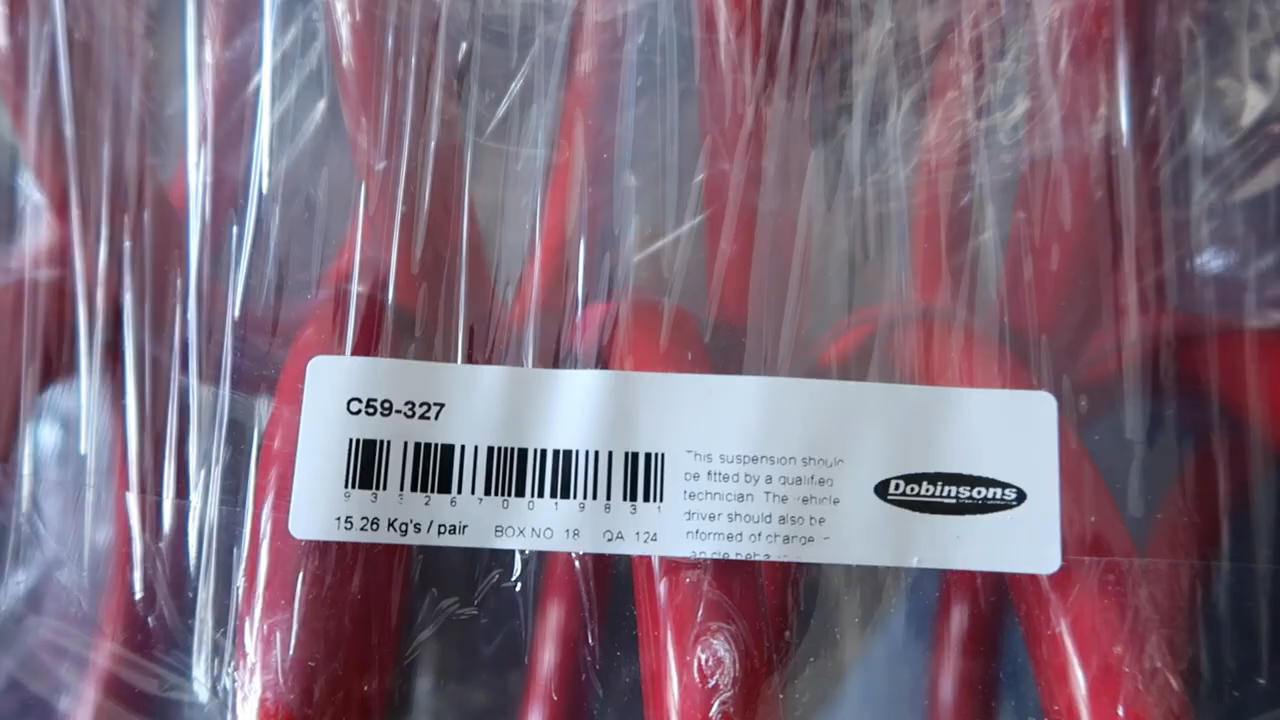 C59-327
15.26 Kg's / pair
BOX NO 18 QA 124
This suspension should
be fitted by a qualified
technician The vehicle
driver should also be
informed of change
Dobinsons